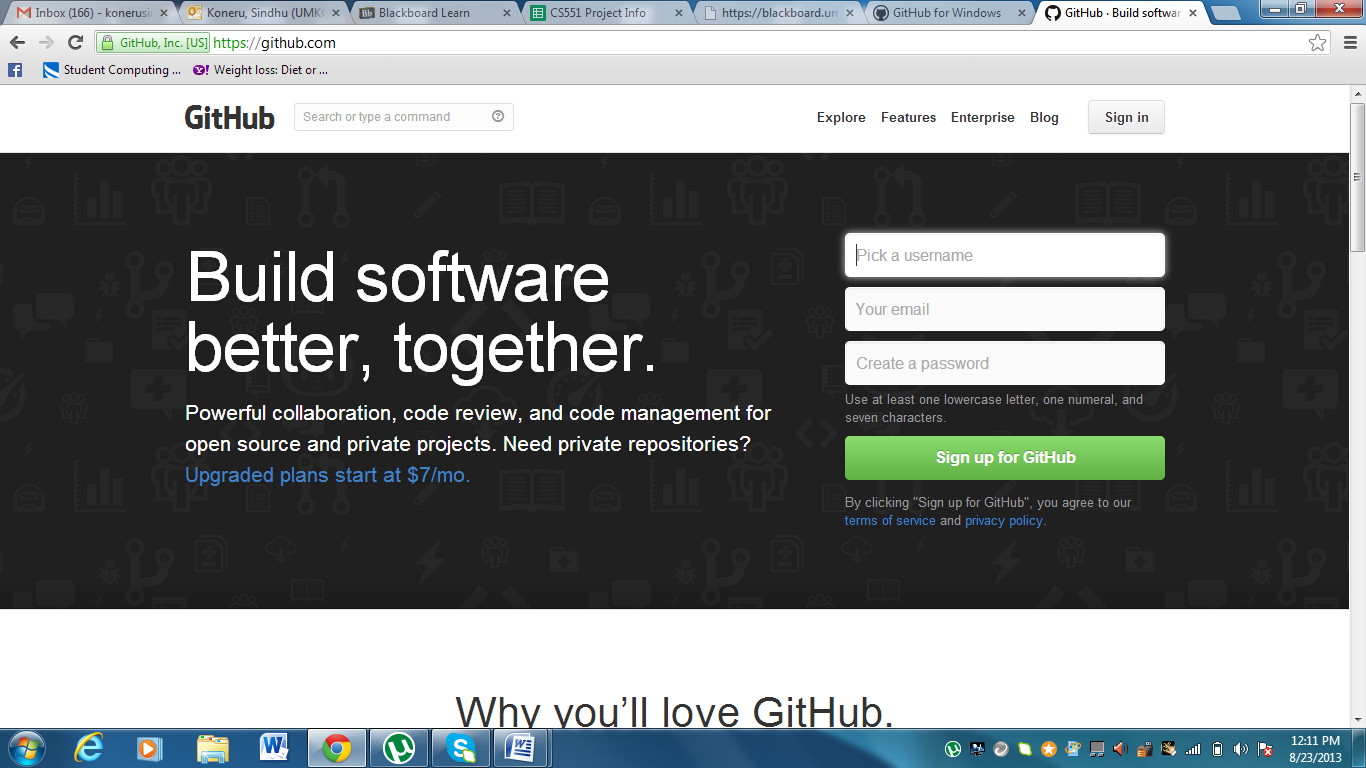 Inbox (166) - konerusin
Koneru, Sindhu (UMKC
Bb Blackboard Learn
CS551 Project Info
https://blackboard.um
GitHub for Windows
GitHub · Build softwar
GitHub, Inc. [US] https://github.com
Student Computing ...
Weight loss: Diet or ...
GitHub
Search or type a command
Explore Features Enterprise Blog Sign in
Build software
better, together.
Powerful collaboration, code review, and code management for
open source and private projects. Need private repositories?
Upgraded plans start at $7/mo.
Pick a username
Your email
Create a password
Use at least one lowercase letter, one numeral, and
seven characters.
Sign up for GitHub
By clicking "Sign up for GitHub", you agree to our
terms of service and privacy policy.
Why you'll love GitHub.
12:11 PM
8/23/2013